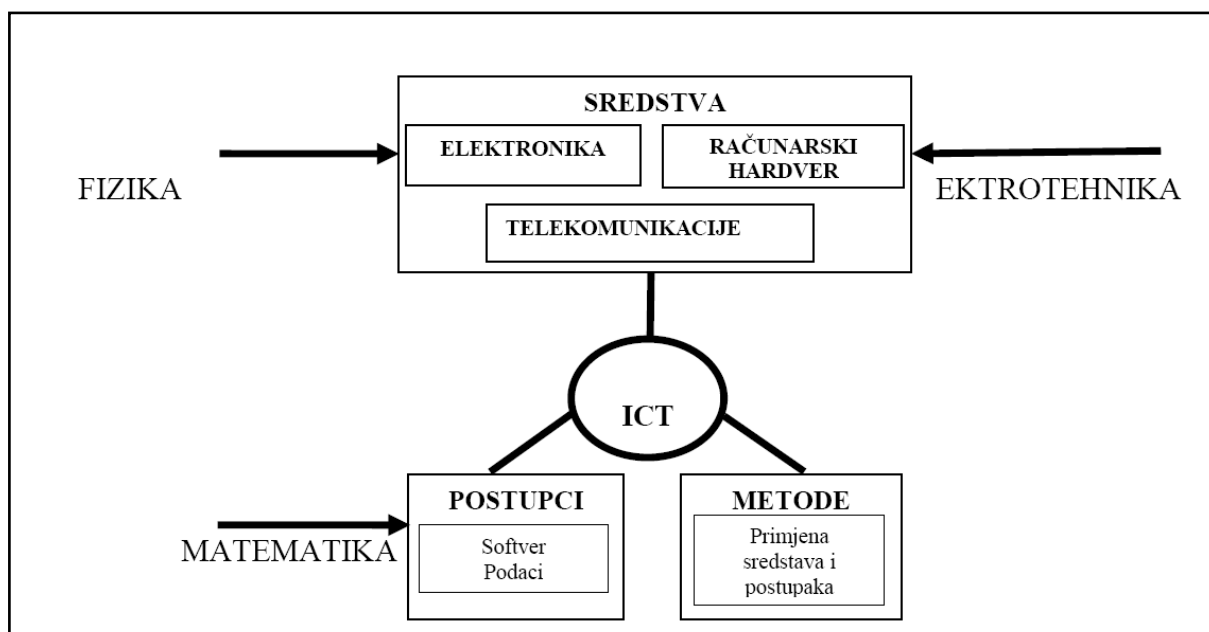 SREDSTVA
ELEKTRONIKA
RAČUNARSKI
HARDVER
FIZIKA
EKTROTEHNIKA
TELEKOMUNIKACIJE
ICT
POSTUPCI
METODE
MATEMATIKA
Softver
Podaci
Primjena
sredstava i
postupaka